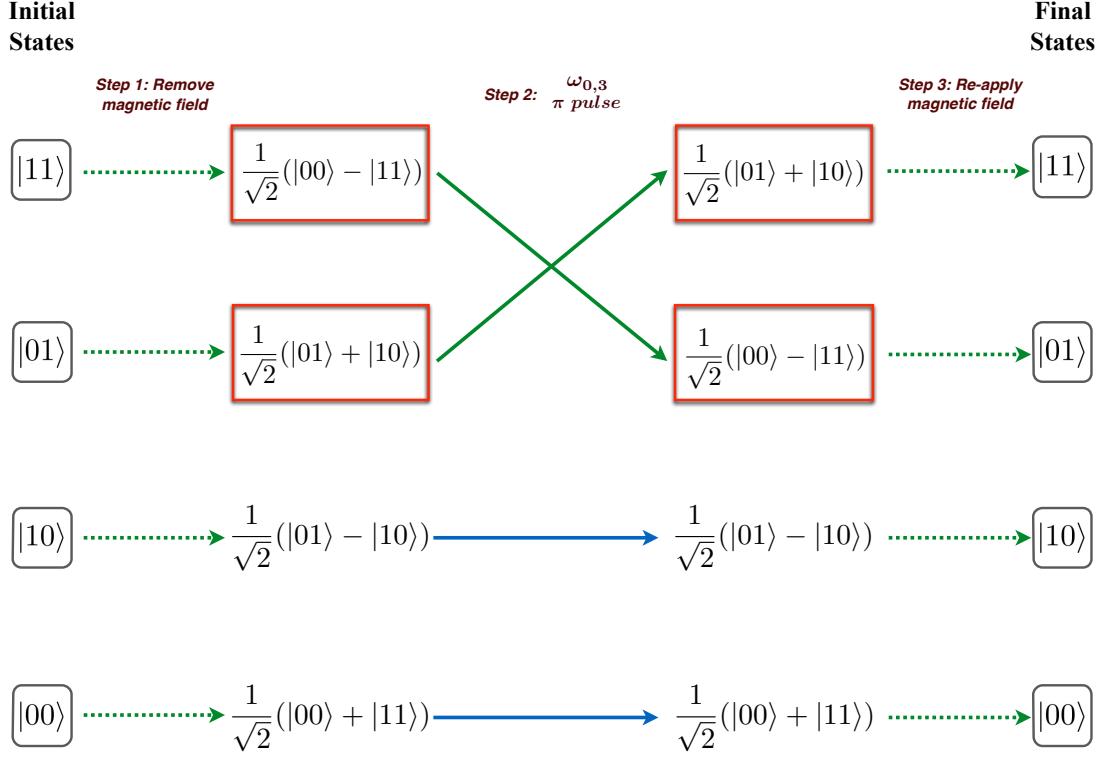 Initial States
Final States
Step 1: Remove magnetic field
Step 2: ω₀,₃ π pulse
Step 3: Re-apply magnetic field
|11⟩ 1/√2(|00⟩ − |11⟩) 1/√2(|01⟩ + |10⟩) |11⟩
|01⟩ 1/√2(|01⟩ + |10⟩) 1/√2(|00⟩ − |11⟩) |01⟩
|10⟩ 1/√2(|01⟩ − |10⟩) 1/√2(|01⟩ − |10⟩) |10⟩
|00⟩ 1/√2(|00⟩ + |11⟩) 1/√2(|00⟩ + |11⟩) |00⟩